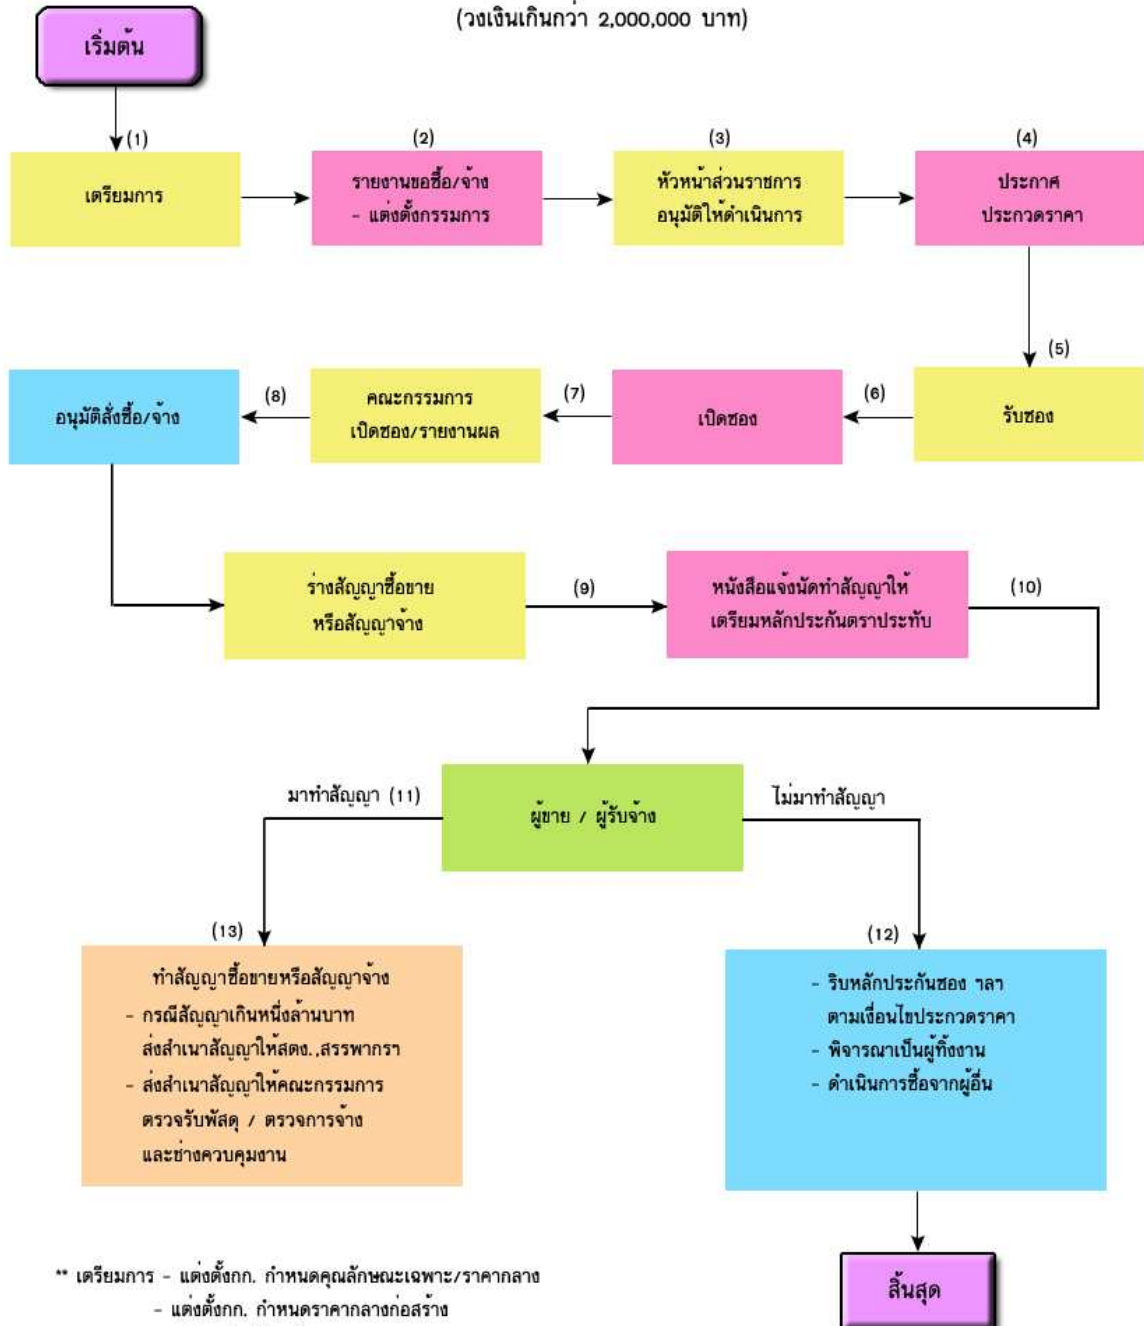 (วงเงินเกินกว่า 2,000,000 บาท)
เริ่มต้น
(1)
เตรียมการ
(2)
รายงานขอซื้อ/จ้าง
- แต่งตั้งกรรมการ
(3)
หัวหน้าส่วนราชการ
อนุมัติให้ดำเนินการ
(4)
ประกาศ
ประกวดราคา
(5)
รับซอง
(6)
เปิดซอง
(7)
คณะกรรมการ
เปิดซอง/รายงานผล
(8)
อนุมัติสั่งซื้อ/จ้าง
ร่างสัญญาซื้อขาย
หรือสัญญาจ้าง
(9)
หนังสือแจ้งนัดทำสัญญาให้
เตรียมหลักประกันตราประทับ
(10)
ผู้ขาย / ผู้รับจ้าง
มาทำสัญญา (11)
ไม่มาทำสัญญา
(13)
ทำสัญญาซื้อขายหรือสัญญาจ้าง
- กรณีสัญญาเกินหนึ่งล้านบาท
ส่งสำเนาสัญญาให้สตง.,สรรพากรฯ
- ส่งสำเนาสัญญาให้คณะกรรมการ
ตรวจรับพัสดุ / ตรวจการจ้าง
และช่างควบคุมงาน
(12)
- ริบหลักประกันซอง ฯลฯ
ตามเงื่อนไขประกวดราคา
- พิจารณาเป็นผู้ทิ้งงาน
- ดำเนินการซื้อจากผู้อื่น
สิ้นสุด
** เตรียมการ - แต่งตั้งกก. กำหนดคุณลักษณะเฉพาะ/ราคากลาง
- แต่งตั้งกก. กำหนดราคากลางก่อสร้าง